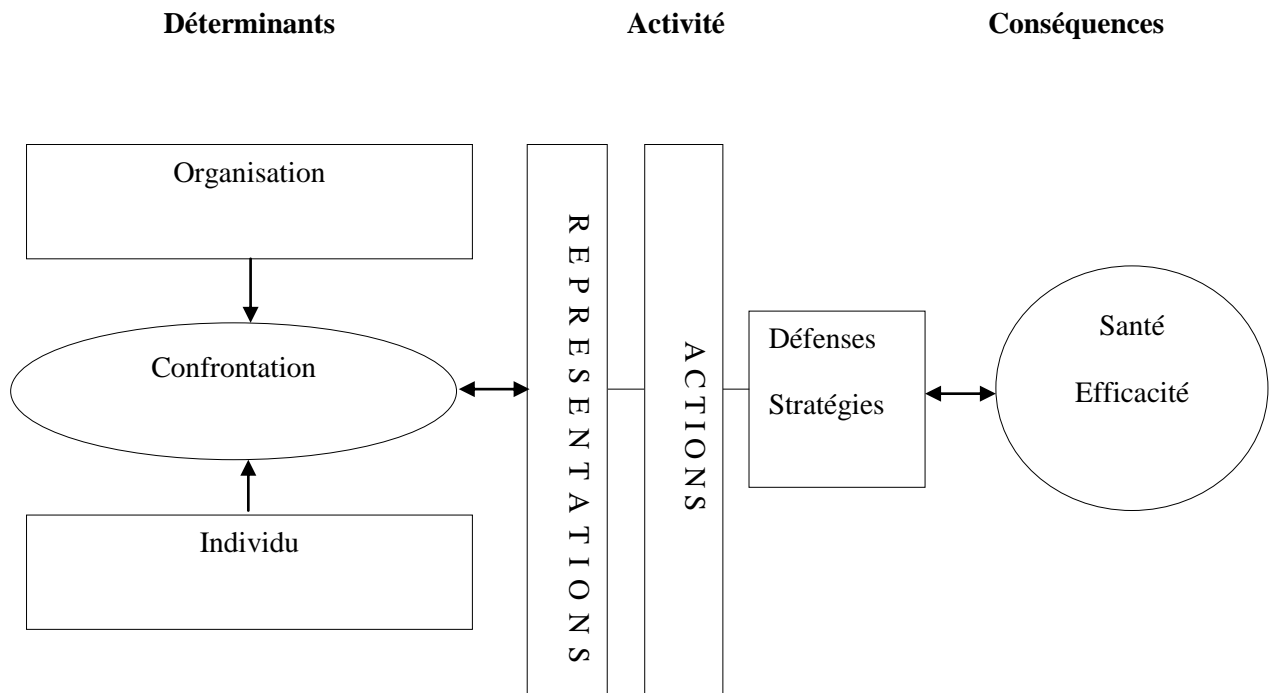 Déterminants Activité Conséquences
Organisation
Confrontation
Individu
REPRESENTATIONS
ACTIONS
Défenses
Stratégies
Santé
Efficacité